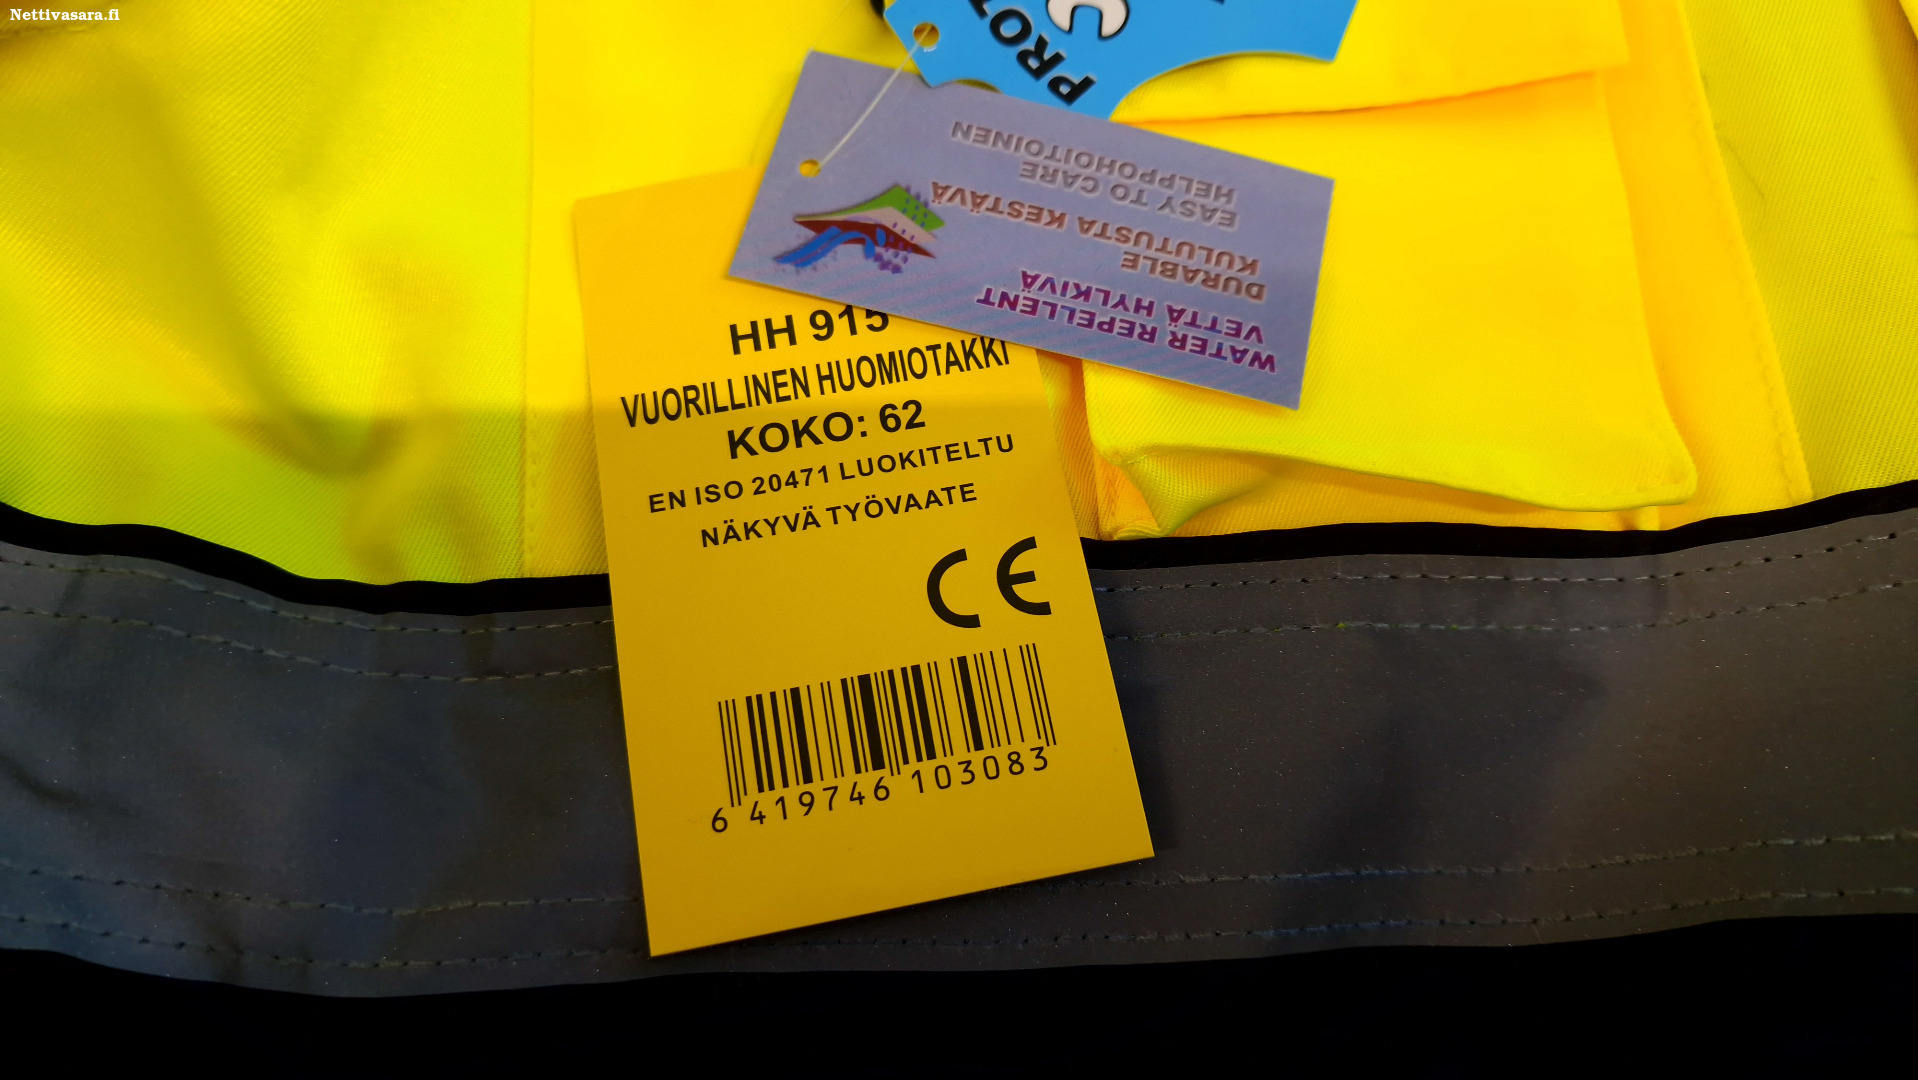 Nettivasara.fi
PROT
C
WATER REPELLENT
VETTÄ HYLKIVÄ
DURABLE
KULUTUSTA KESTÄVÄ
EASY TO CARE
HELPPOHOITOINEN
HH 915
VUORILLINEN HUOMIOTAKKI
KOKO: 62
EN ISO 20471 LUOKITELTU
NÄKYVÄ TYÖVAATE
CE
6 419746 103083